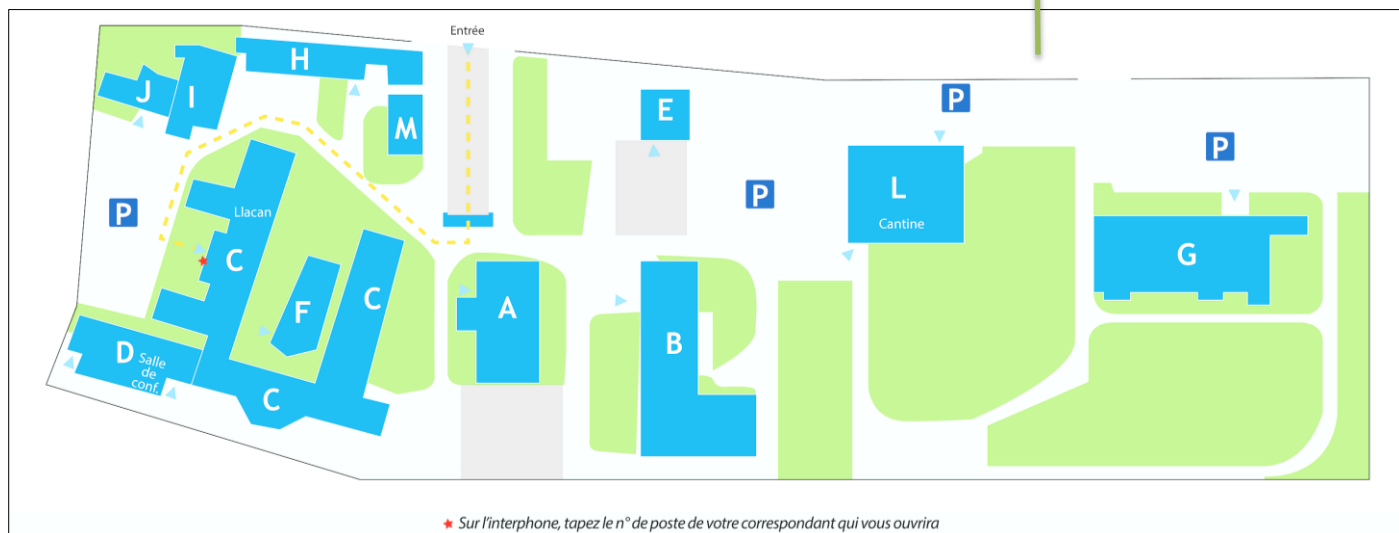 Entrée
H
J
I
M
E
P
P
P
P
L
Cantine
Llacan
C
G
F
C
A
B
D
Salle
de
conf.
C
Sur l'interphone, tapez le n° de poste de votre correspondant qui vous ouvrira